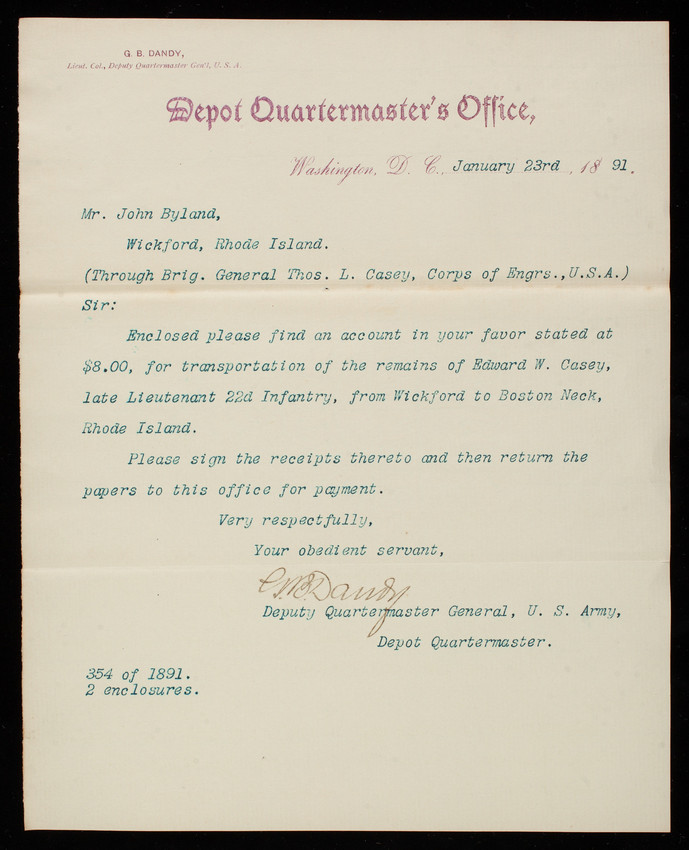 G. B. DANDY,
Lieut. Col., Deputy Quartermaster Gen'l, U. S. A.
Depot Quartermaster's Office,
Washington, D. C., January 23rd, 1891.
Mr. John Byland,
Wickford, Rhode Island.
(Through Brig. General Thos. L. Casey, Corps of Engrs.,U.S.A.)
Sir:
Enclosed please find an account in your favor stated at
$8.00, for transportation of the remains of Edward W. Casey,
late Lieutenant 22d Infantry, from Wickford to Boston Neck,
Rhode Island.
Please sign the receipts thereto and then return the
papers to this office for payment.
Very respectfully,
Your obedient servant,
G.B.Dandy
Deputy Quartermaster General, U. S. Army,
Depot Quartermaster.
354 of 1891.
2 enclosures.